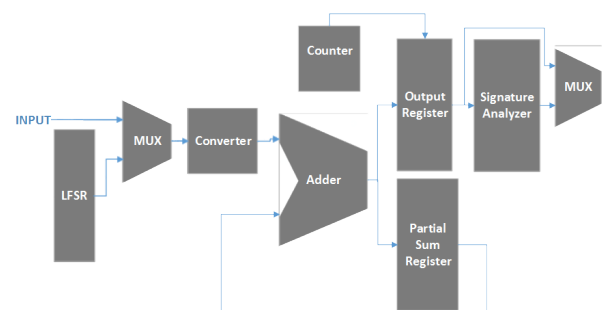 Counter
Output
Register
Signature
Analyzer
MUX
INPUT
MUX
Converter
LFSR
Adder
Partial
Sum
Register